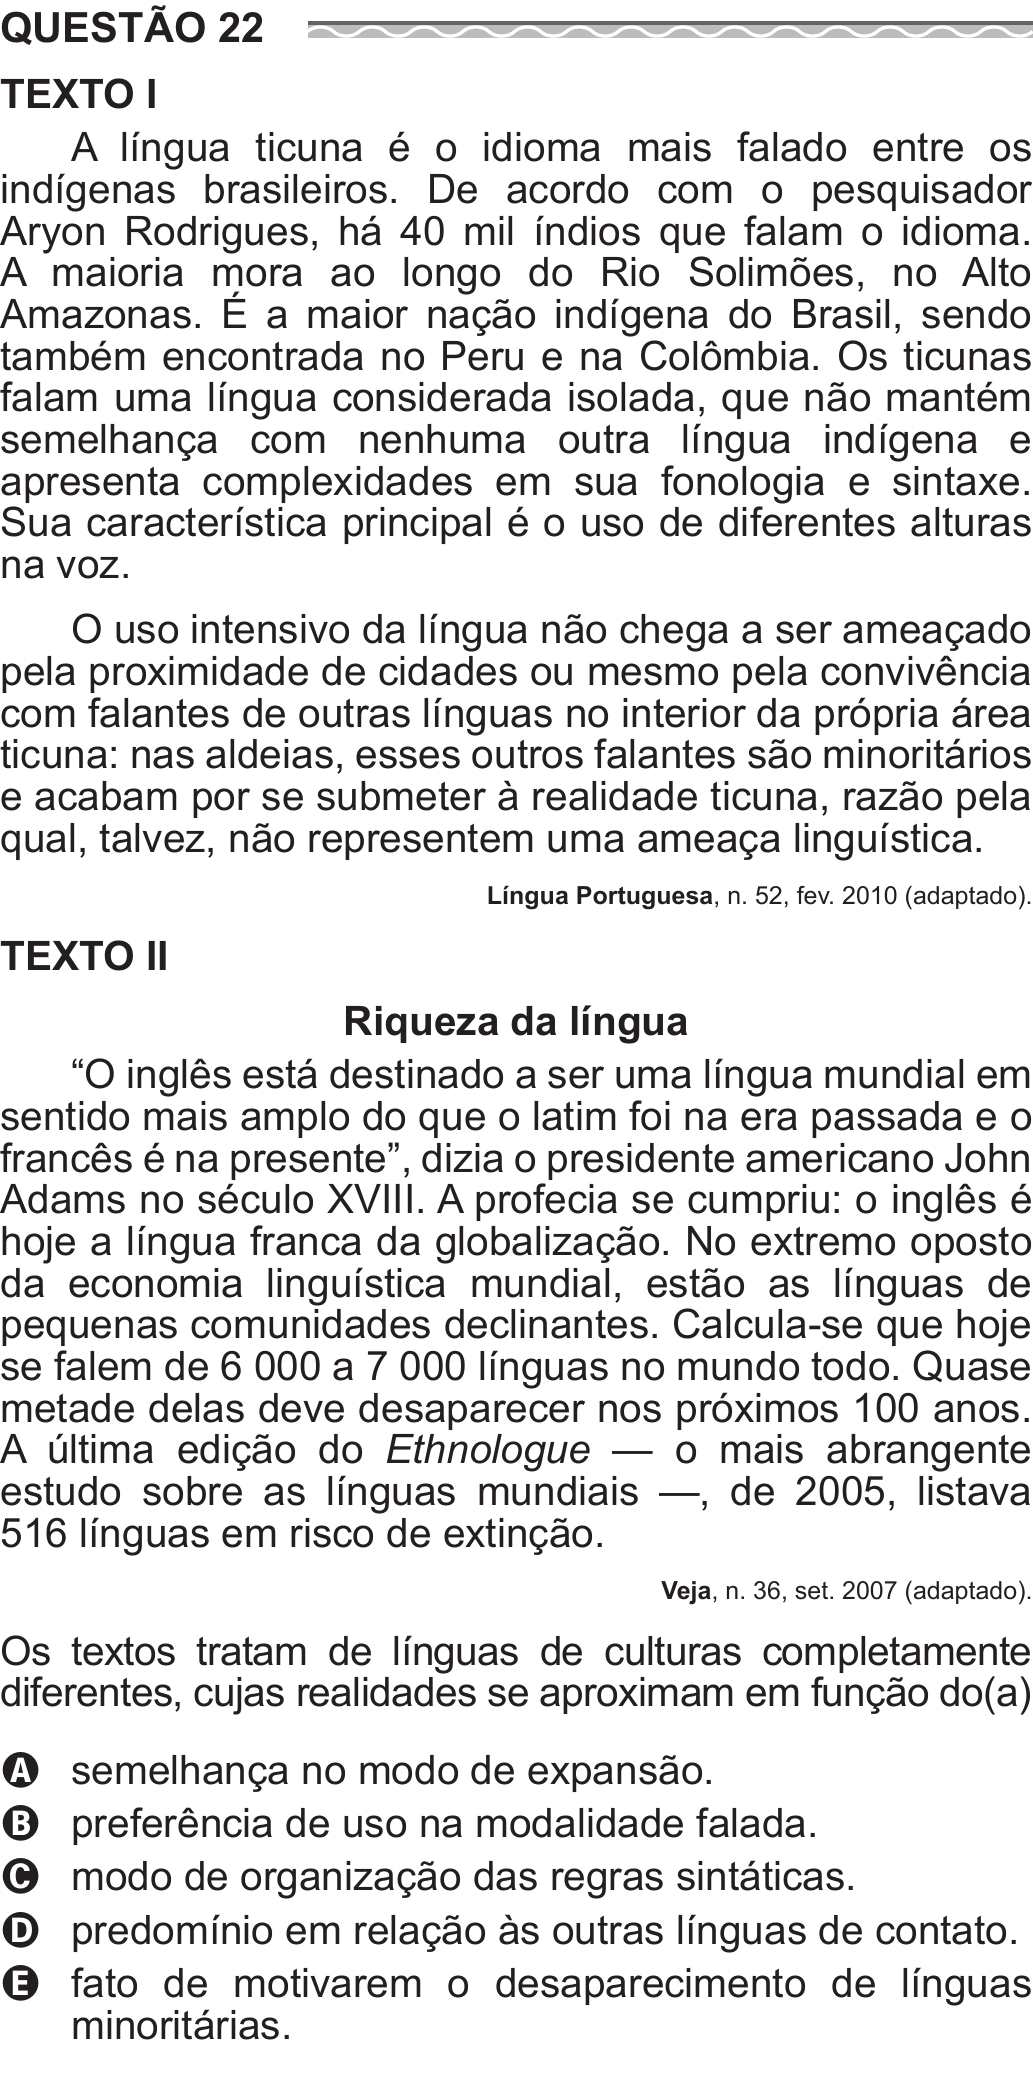 QUESTÃO 22
TEXTO I
A língua ticuna é o idioma mais falado entre os
indígenas brasileiros. De acordo com o pesquisador
Aryon Rodrigues, há 40 mil índios que falam o idioma.
A maioria mora ao longo do Rio Solimões, no Alto
Amazonas. É a maior nação indígena do Brasil, sendo
também encontrada no Peru e na Colômbia. Os ticunas
falam uma língua considerada isolada, que não mantém
semelhança com nenhuma outra língua indígena e
apresenta complexidades em sua fonologia e sintaxe.
Sua característica principal é o uso de diferentes alturas
na voz.
O uso intensivo da língua não chega a ser ameaçado
pela proximidade de cidades ou mesmo pela convivência
com falantes de outras línguas no interior da própria área
ticuna: nas aldeias, esses outros falantes são minoritários
e acabam por se submeter à realidade ticuna, razão pela
qual, talvez, não representem uma ameaça linguística.
Língua Portuguesa, n. 52, fev. 2010 (adaptado).
TEXTO II
Riqueza da língua
“O inglês está destinado a ser uma língua mundial em
sentido mais amplo do que o latim foi na era passada e o
francês é na presente”, dizia o presidente americano John
Adams no século XVIII. A profecia se cumpriu: o inglês é
hoje a língua franca da globalização. No extremo oposto
da economia linguística mundial, estão as línguas de
pequenas comunidades declinantes. Calcula-se que hoje
se falem de 6 000 a 7 000 línguas no mundo todo. Quase
metade delas deve desaparecer nos próximos 100 anos.
A última edição do Ethnologue — o mais abrangente
estudo sobre as línguas mundiais —, de 2005, listava
516 línguas em risco de extinção.
Veja, n. 36, set. 2007 (adaptado).
Os textos tratam de línguas de culturas completamente
diferentes, cujas realidades se aproximam em função do(a)
A semelhança no modo de expansão.
B preferência de uso na modalidade falada.
C modo de organização das regras sintáticas.
D predomínio em relação às outras línguas de contato.
E fato de motivarem o desaparecimento de línguas
minoritárias.